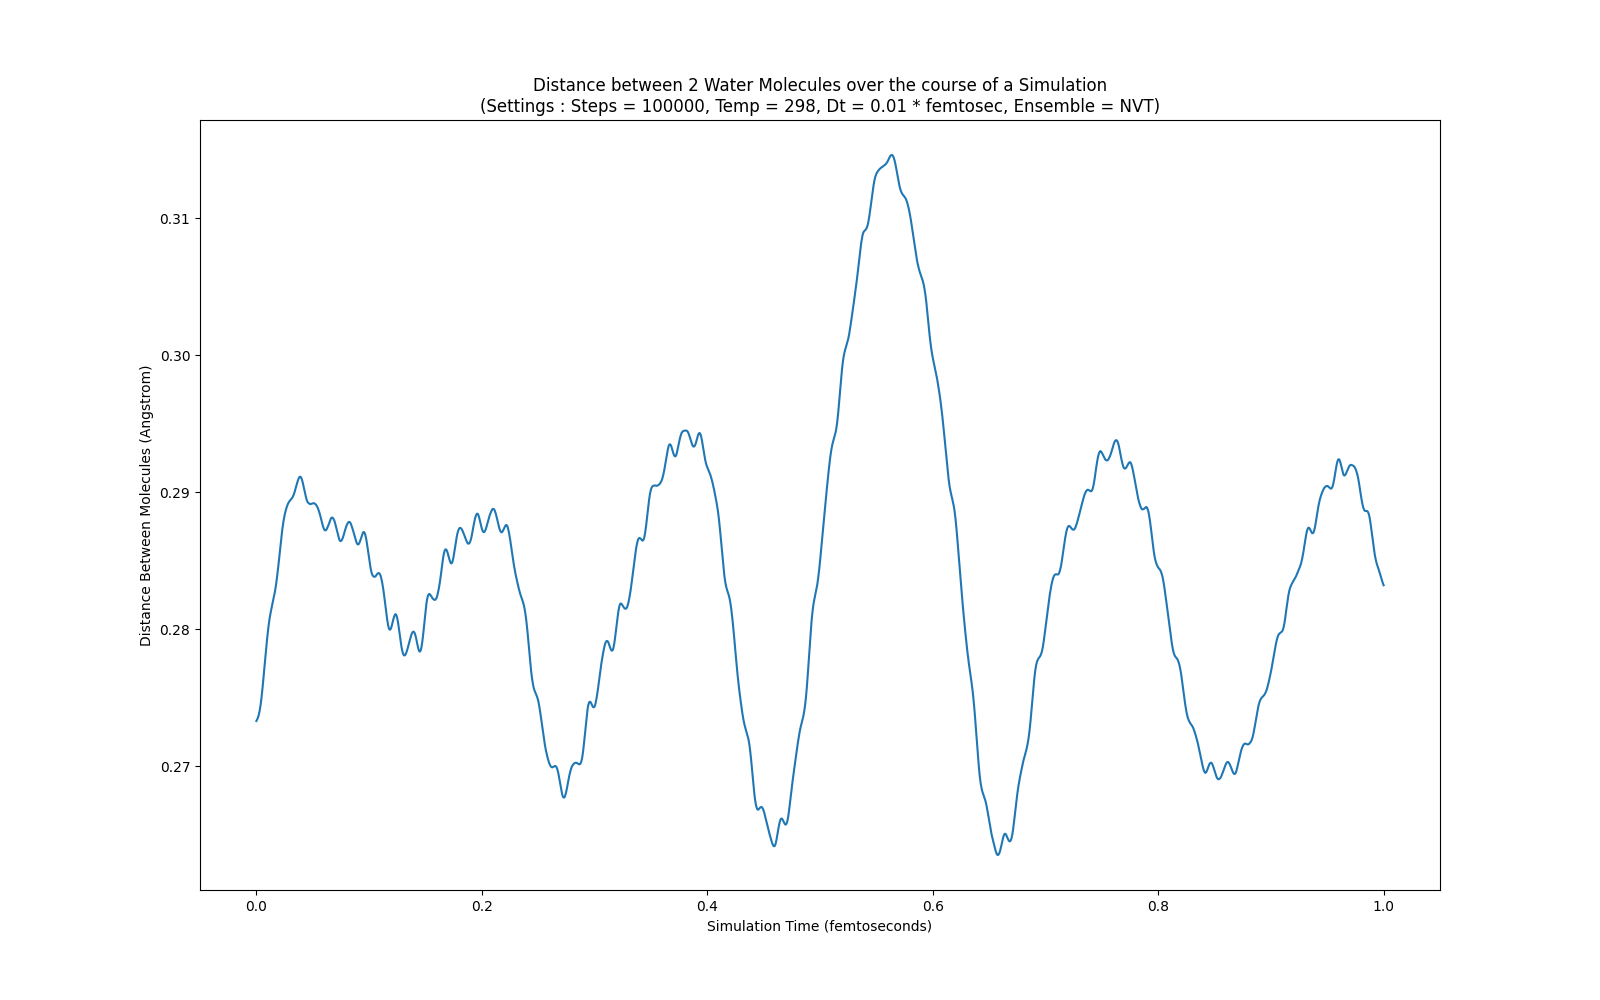 Distance between 2 Water Molecules over the course of a Simulation
(Settings : Steps = 100000, Temp = 298, Dt = 0.01 * femtosec, Ensemble = NVT)
Distance Between Molecules (Angstrom)
0.31
0.30
0.29
0.28
0.27
0.0 0.2 0.4 0.6 0.8 1.0
Simulation Time (femtoseconds)